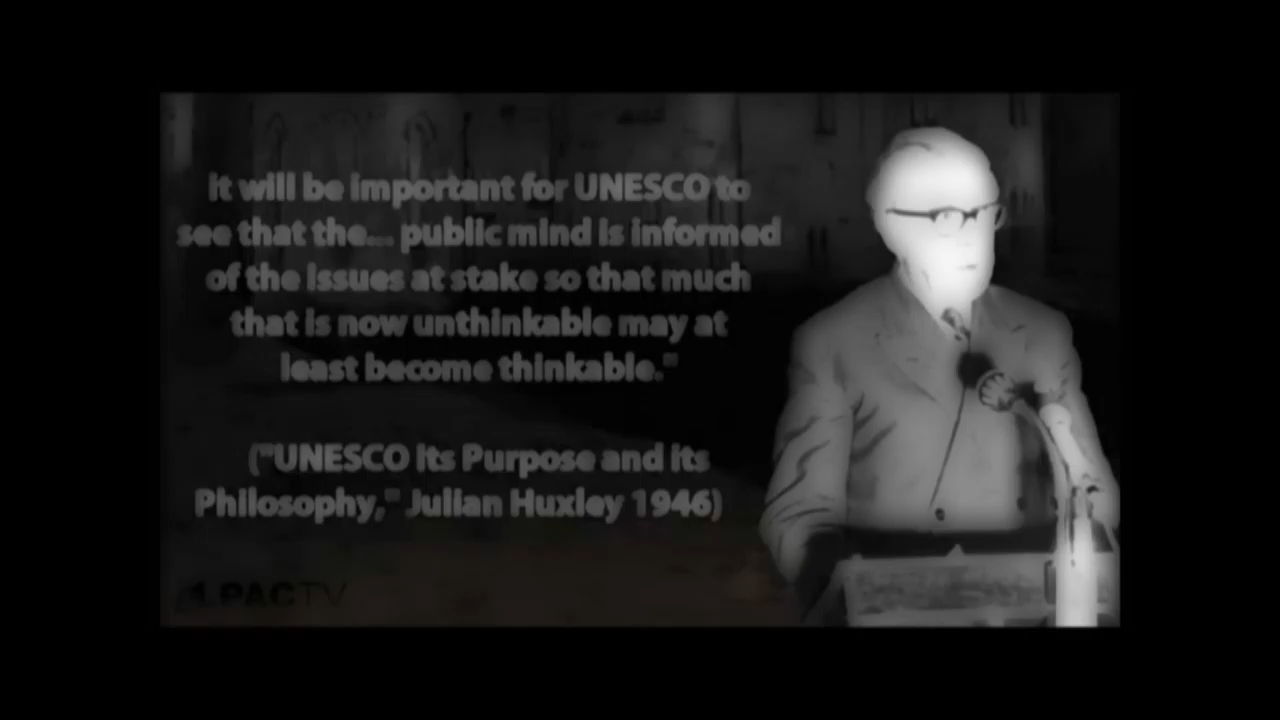 It will be important for UNESCO to
see that the... public mind is informed
of the issues at stake so that much
that is now unthinkable may at
least become thinkable."
("UNESCO Its Purpose and its
Philosophy," Julian Huxley 1946)
LPACTV